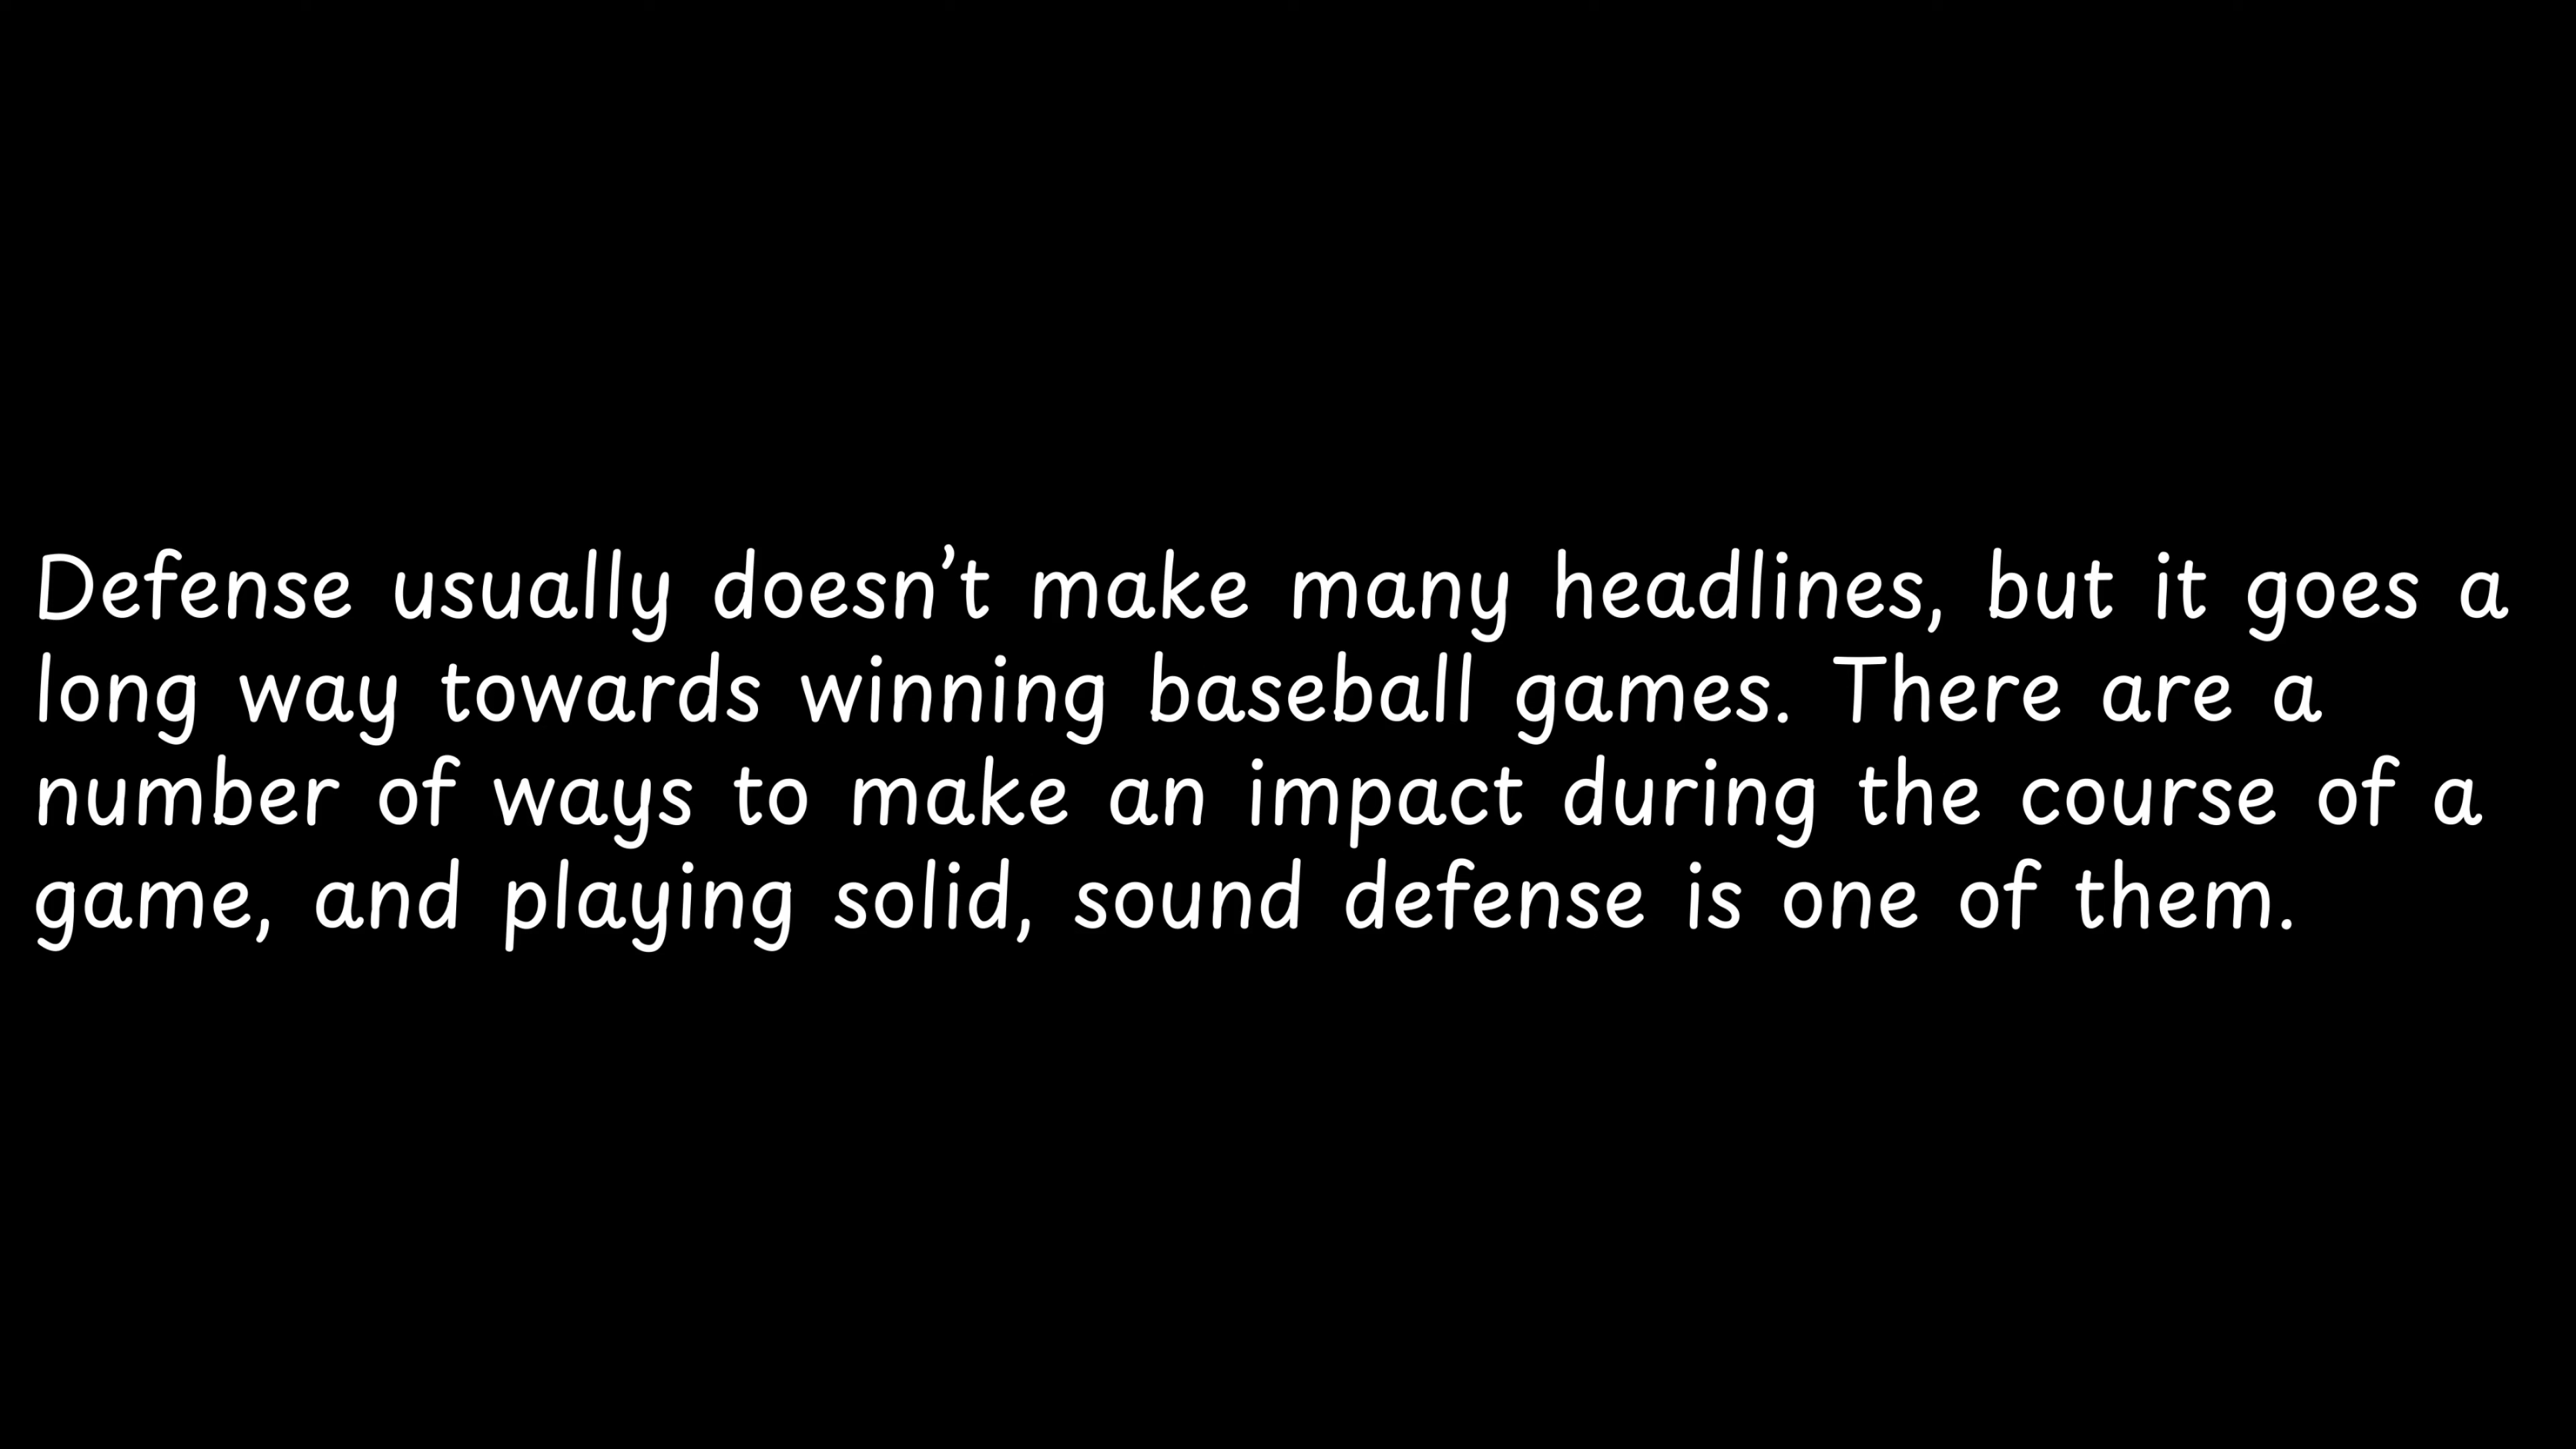 Defense usually doesn’t make many headlines, but it goes a
long way towards winning baseball games. There are a
number of ways to make an impact during the course of a
game, and playing solid, sound defense is one of them.